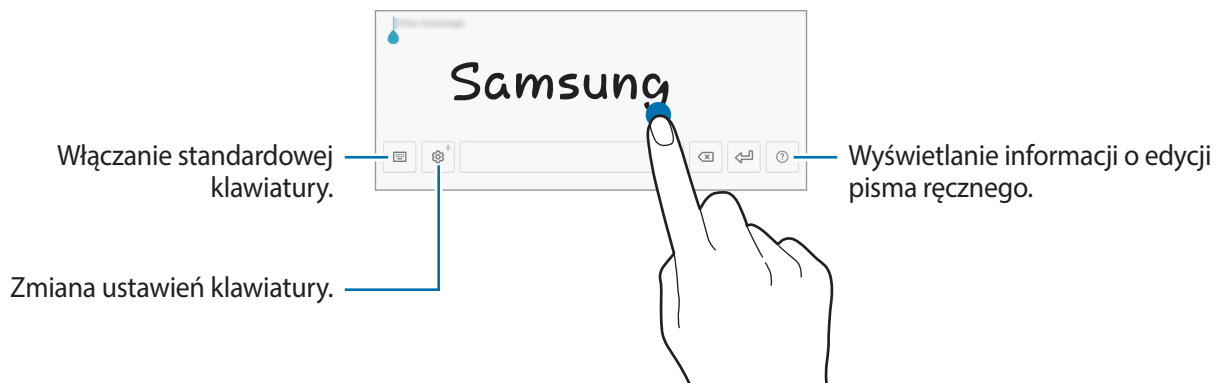 Samsung
Włączanie standardowej
klawiatury.
Wyświetlanie informacji o edycji
pisma ręcznego.
Zmiana ustawień klawiatury.